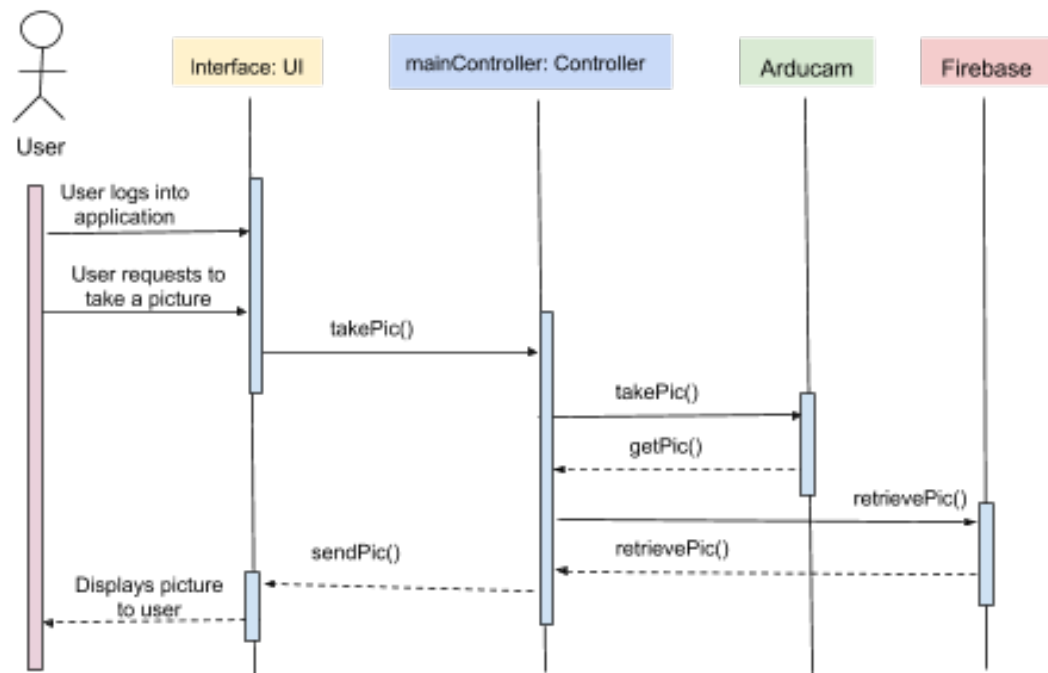 User
Interface: UI
mainController: Controller
Arducam
Firebase
User logs into
application
User requests to
take a picture
takePic()
takePic()
getPic()
retrievePic()
retrievePic()
sendPic()
Displays picture
to user